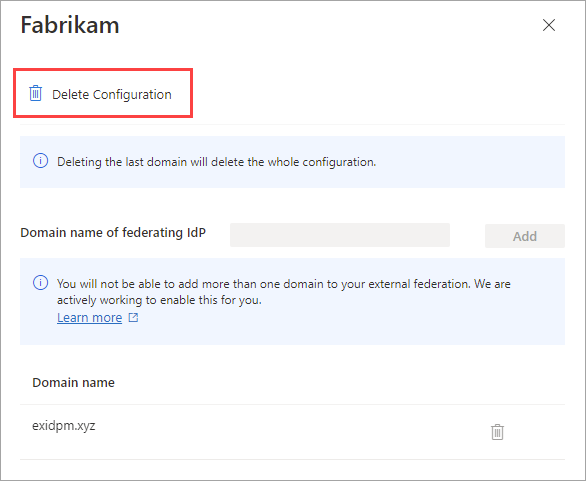 Fabrikam
Delete Configuration
Deleting the last domain will delete the whole configuration.
Domain name of federating IdP
Add
You will not be able to add more than one domain to your external federation. We are
actively working to enable this for you.
Learn more
Domain name
exidpm.xyz